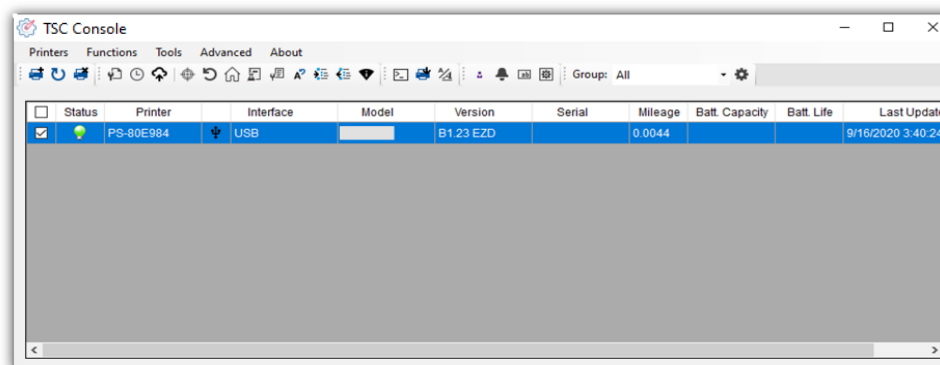 TSC Console
Printers Functions Tools Advanced About
Group: All
Status Printer Interface Model Version Serial Mileage Batt. Capacity Batt. Life Last Updat
PS-80E984 USB B1.23 EZD 0.0044 9/16/2020 3:40:24